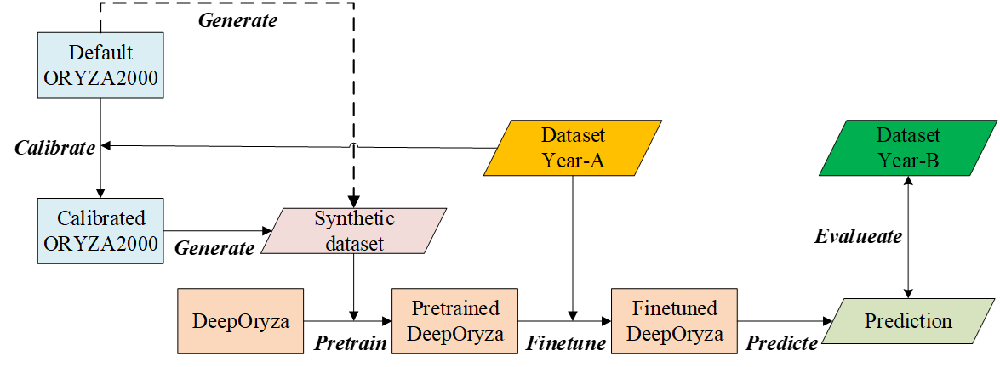 Generate
Default
ORYZA2000
Calibrate
Dataset
Year-A
Dataset
Year-B
Calibrated
ORYZA2000
Generate
Synthetic
dataset
Evalueate
DeepOryza
Pretrain
Pretrained
DeepOryza
Finetune
Finetuned
DeepOryza
Predicte
Prediction